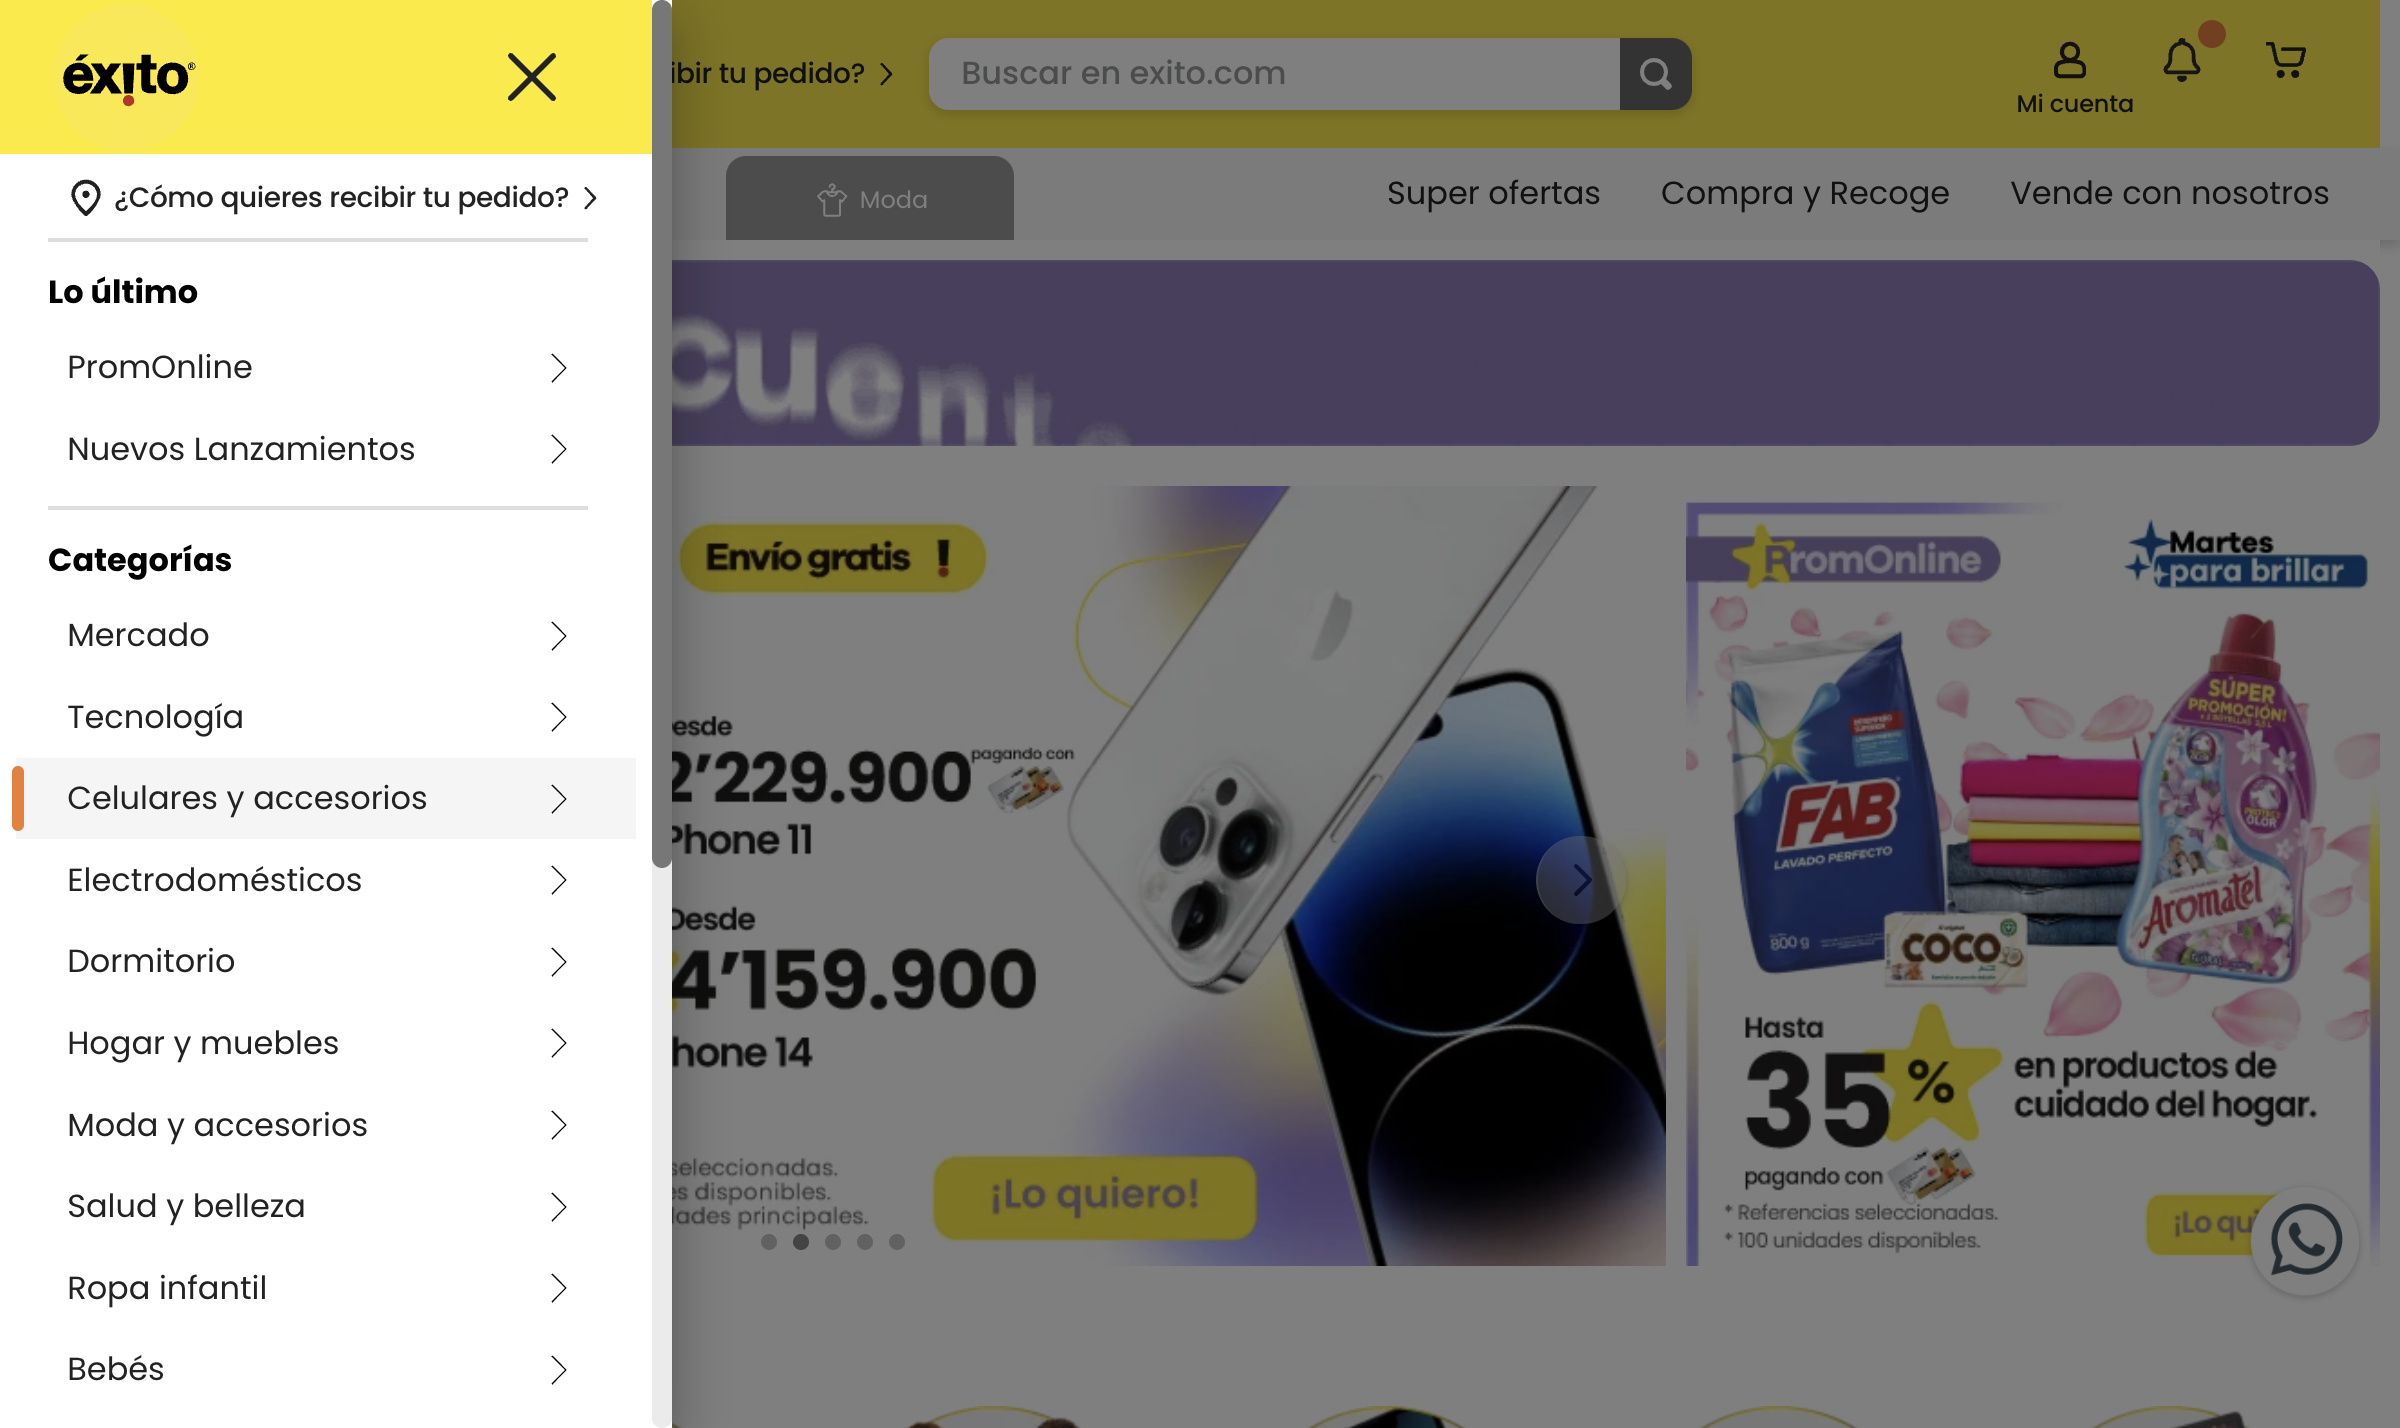 éxito
¿Cómo quieres recibir tu pedido?
Lo último
PromOnline
Nuevos Lanzamientos
Categorías
Mercado
Tecnología
Celulares y accesorios
Electrodomésticos
Dormitorio
Hogar y muebles
Moda y accesorios
Salud y belleza
Ropa infantil
Bebés
ibir tu pedido?
Buscar en exito.com
Mi cuenta
Moda
Super ofertas
Compra y Recoge
Vende con nosotros
cuento
Envío gratis
esde
2'229.900
pagando con
Phone 11
Desde
4'159.900
hone 14
seleccionadas.
s disponibles.
dades principales.
¡Lo quiero!
PromOnline
Martes
para brillar
SÚPER
PROMOCIÓN!
FAB
LAVADO PERFECTO
800 g
COCO
Aromatel
Hasta
35%
en productos de
cuidado del hogar.
pagando con
* Referencias seleccionadas.
* 100 unidades disponibles.
¡Lo qu